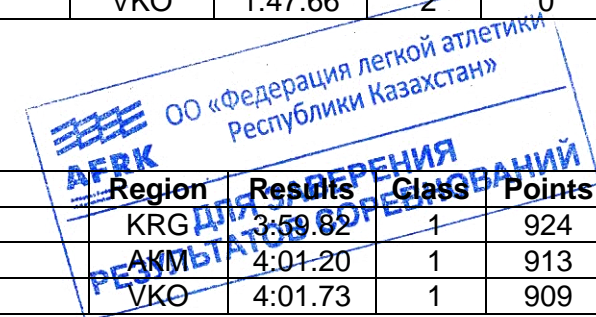 VKO 1:47.66 2 0
ОО «Федерация легкой атлетики
Республики Казахстан»
AFRK
ДЛЯ ЗАВЕРЕНИЯ
РЕЗУЛЬТАТОВ СОРЕВНОВАНИЙ
Region Results Class Points
KRG 3:59.82 1 924
AKM 4:01.20 1 913
VKO 4:01.73 1 909